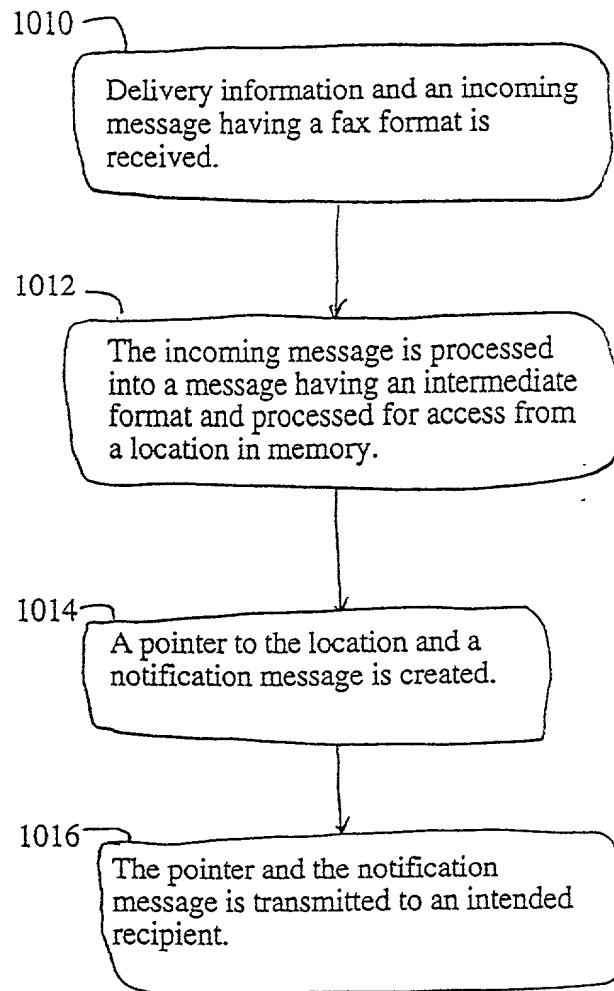 1010
Delivery information and an incoming
message having a fax format is
received.
1012
The incoming message is processed
into a message having an intermediate
format and processed for access from
a location in memory.
1014
A pointer to the location and a
notification message is created.
1016
The pointer and the notification
message is transmitted to an intended
recipient.